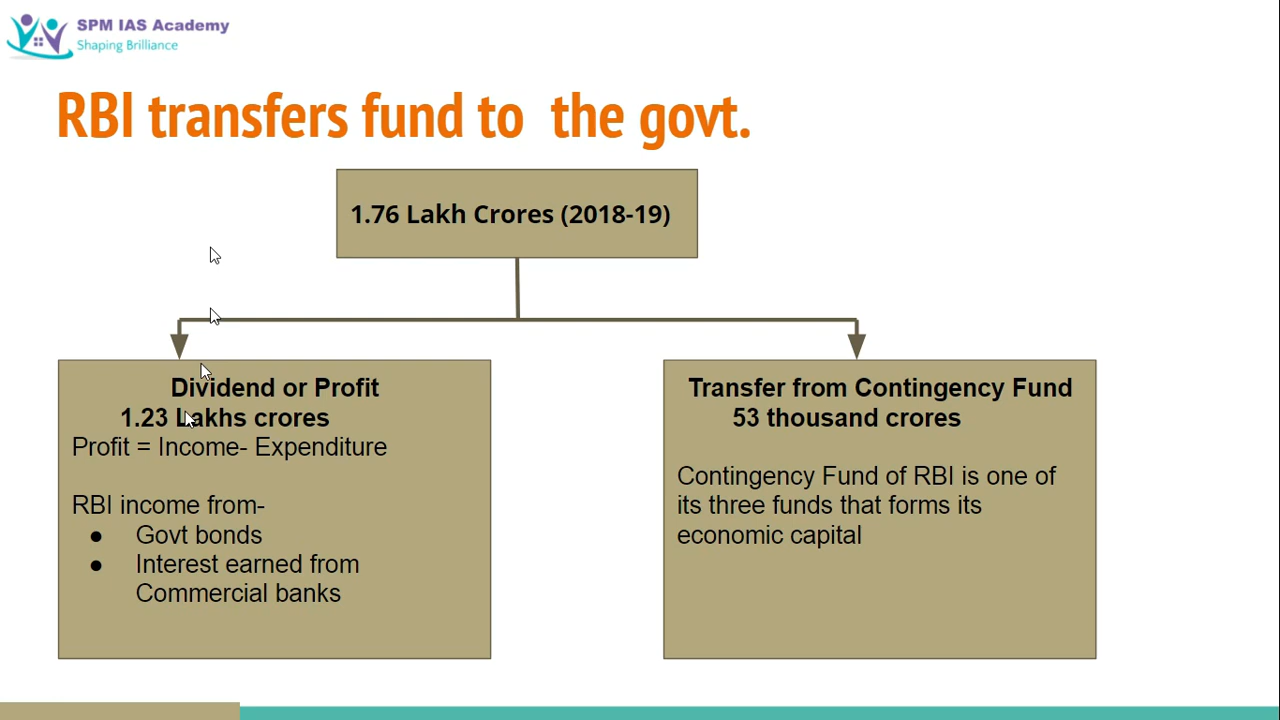 SPM IAS Academy
Shaping Brilliance
RBI transfers fund to the govt.
1.76 Lakh Crores (2018-19)
Dividend or Profit
1.23 Lakhs crores
Profit = Income- Expenditure
RBI income from-
● Govt bonds
● Interest earned from
Commercial banks
Transfer from Contingency Fund
53 thousand crores
Contingency Fund of RBI is one of
its three funds that forms its
economic capital